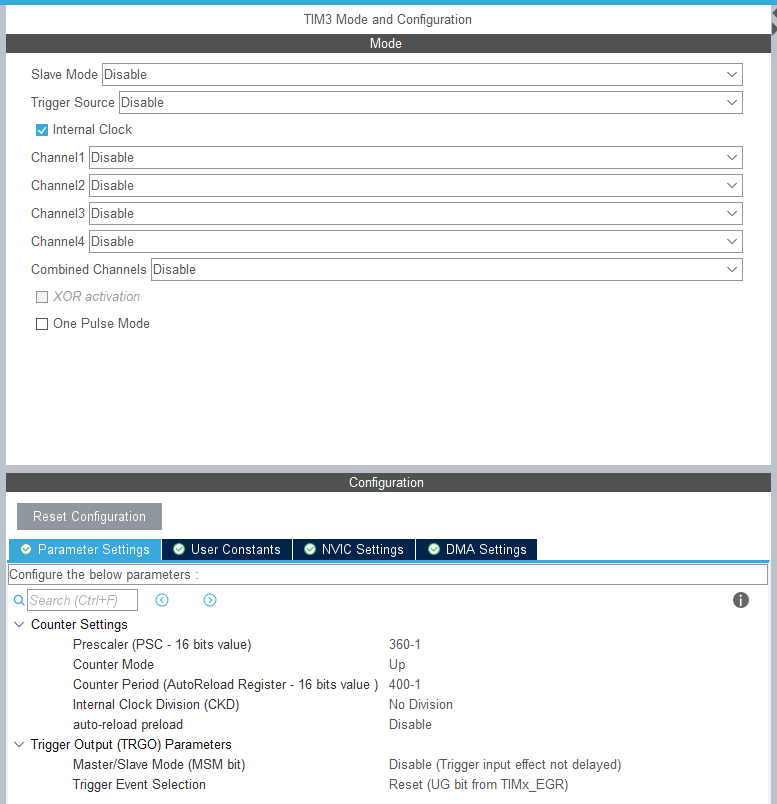 TIM3 Mode and Configuration
Mode
Slave Mode Disable
Trigger Source Disable
Internal Clock
Channel1 Disable
Channel2 Disable
Channel3 Disable
Channel4 Disable
Combined Channels Disable
XOR activation
One Pulse Mode
Configuration
Reset Configuration
Parameter Settings User Constants NVIC Settings DMA Settings
Configure the below parameters :
Search (Ctrl+F)
Counter Settings
Prescaler (PSC - 16 bits value) 360-1
Counter Mode Up
Counter Period (AutoReload Register - 16 bits value ) 400-1
Internal Clock Division (CKD) No Division
auto-reload preload Disable
Trigger Output (TRGO) Parameters
Master/Slave Mode (MSM bit) Disable (Trigger input effect not delayed)
Trigger Event Selection Reset (UG bit from TIMx_EGR)